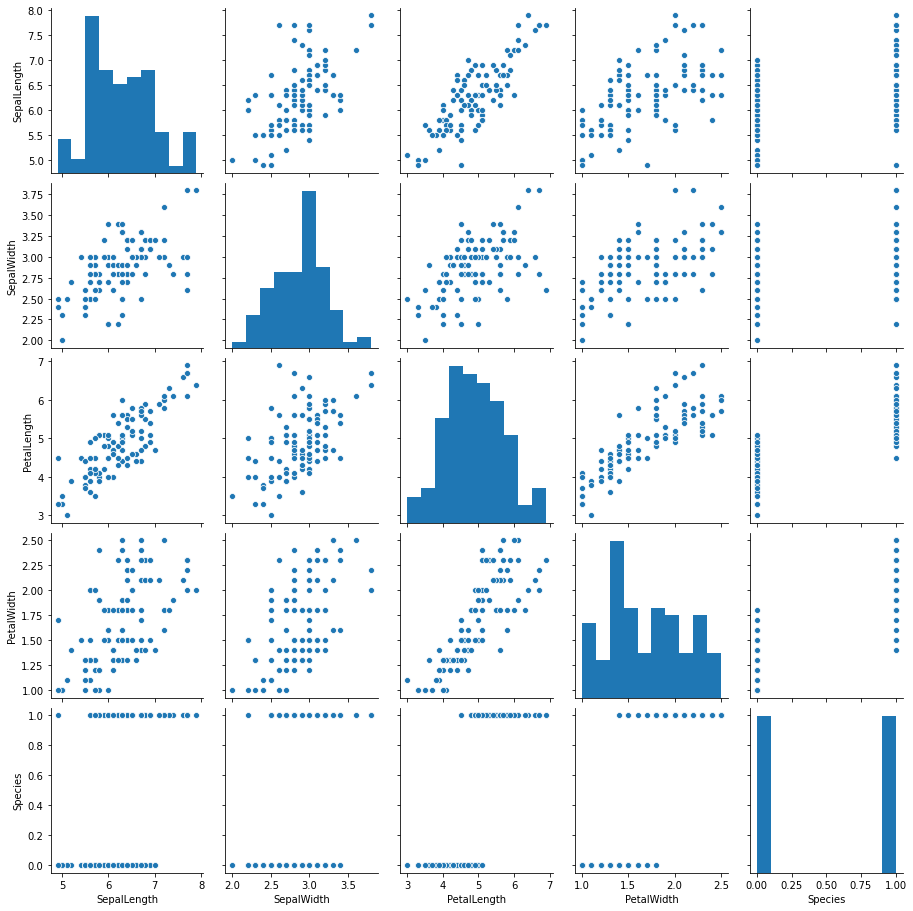 8.0
7.5
7.0
6.5
6.0
5.5
5.0
SepalLength
3.75
3.50
3.25
3.00
2.75
2.50
2.25
2.00
SepalWidth
7
6
5
4
3
PetalLength
2.50
2.25
2.00
1.75
1.50
1.25
1.00
PetalWidth
1.0
0.8
0.6
0.4
0.2
0.0
Species
5 6 7 8
SepalLength
2.0 2.5 3.0 3.5
SepalWidth
3 4 5 6 7
PetalLength
1.0 1.5 2.0 2.5
PetalWidth
0.00 0.25 0.50 0.75 1.00
Species